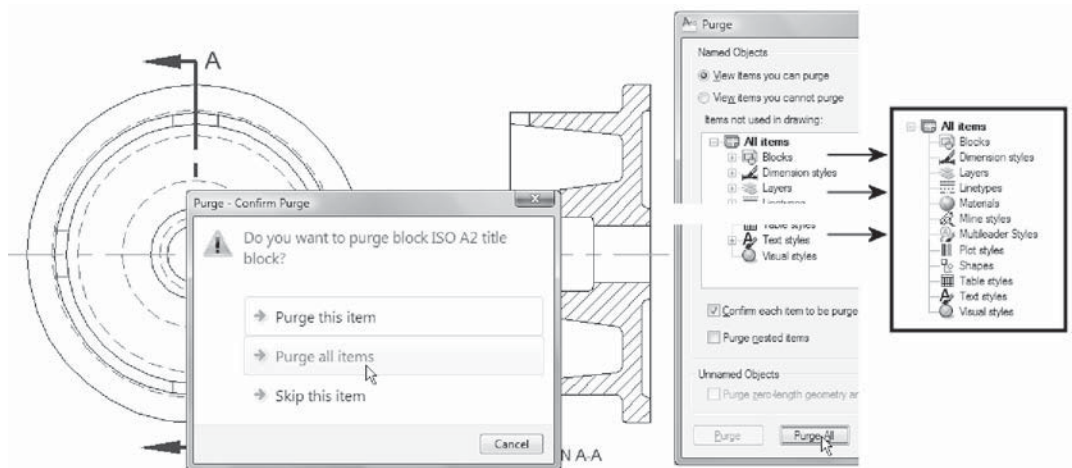 A
N A-A
Purge - Confirm Purge
Do you want to purge block ISO A2 title
block?
Purge this item
Purge all items
Skip this item
Cancel
Purge
Named Objects
View items you can purge
View items you cannot purge
Items not used in drawing:
All items
Blocks
Dimension styles
Layers
Linetypes
Table styles
Text styles
Visual styles
Confirm each item to be purge
Purge nested items
Unnamed Objects
Purge zero-length geometry an
Purge
Purge All
All items
Blocks
Dimension styles
Layers
Linetypes
Materials
Mline styles
Multileader Styles
Plot styles
Shapes
Table styles
Text styles
Visual styles